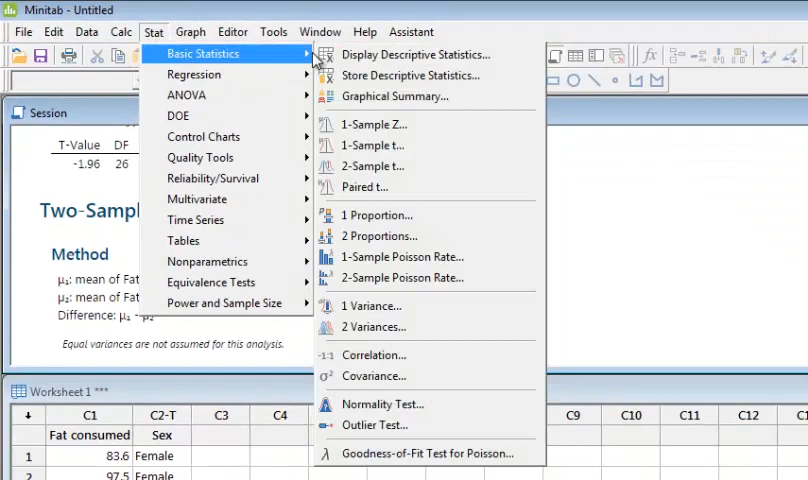 Minitab - Untitled
File Edit Data Calc Stat Graph Editor Tools Window Help Assistant
Basic Statistics
Regression
ANOVA
DOE
Control Charts
Quality Tools
Reliability/Survival
Multivariate
Time Series
Tables
Nonparametrics
Equivalence Tests
Power and Sample Size
Display Descriptive Statistics...
Store Descriptive Statistics...
Graphical Summary...
1-Sample Z...
1-Sample t...
2-Sample t...
Paired t...
1 Proportion...
2 Proportions...
1-Sample Poisson Rate...
2-Sample Poisson Rate...
1 Variance...
2 Variances...
Correlation...
Covariance...
Normality Test...
Outlier Test...
Goodness-of-Fit Test for Poisson...
Session
T-Value DF
-1.96 26
Two-Samp
Method
μ₁: mean of Fat
μ₂: mean of Fat
Difference: μ₁ - μ₂
Equal variances are not assumed for this analysis.
Worksheet 1 ***
C1 C2-T C3 C4 C9 C10 C11 C12
Fat consumed Sex
1 83.6 Female
2 97.5 Female